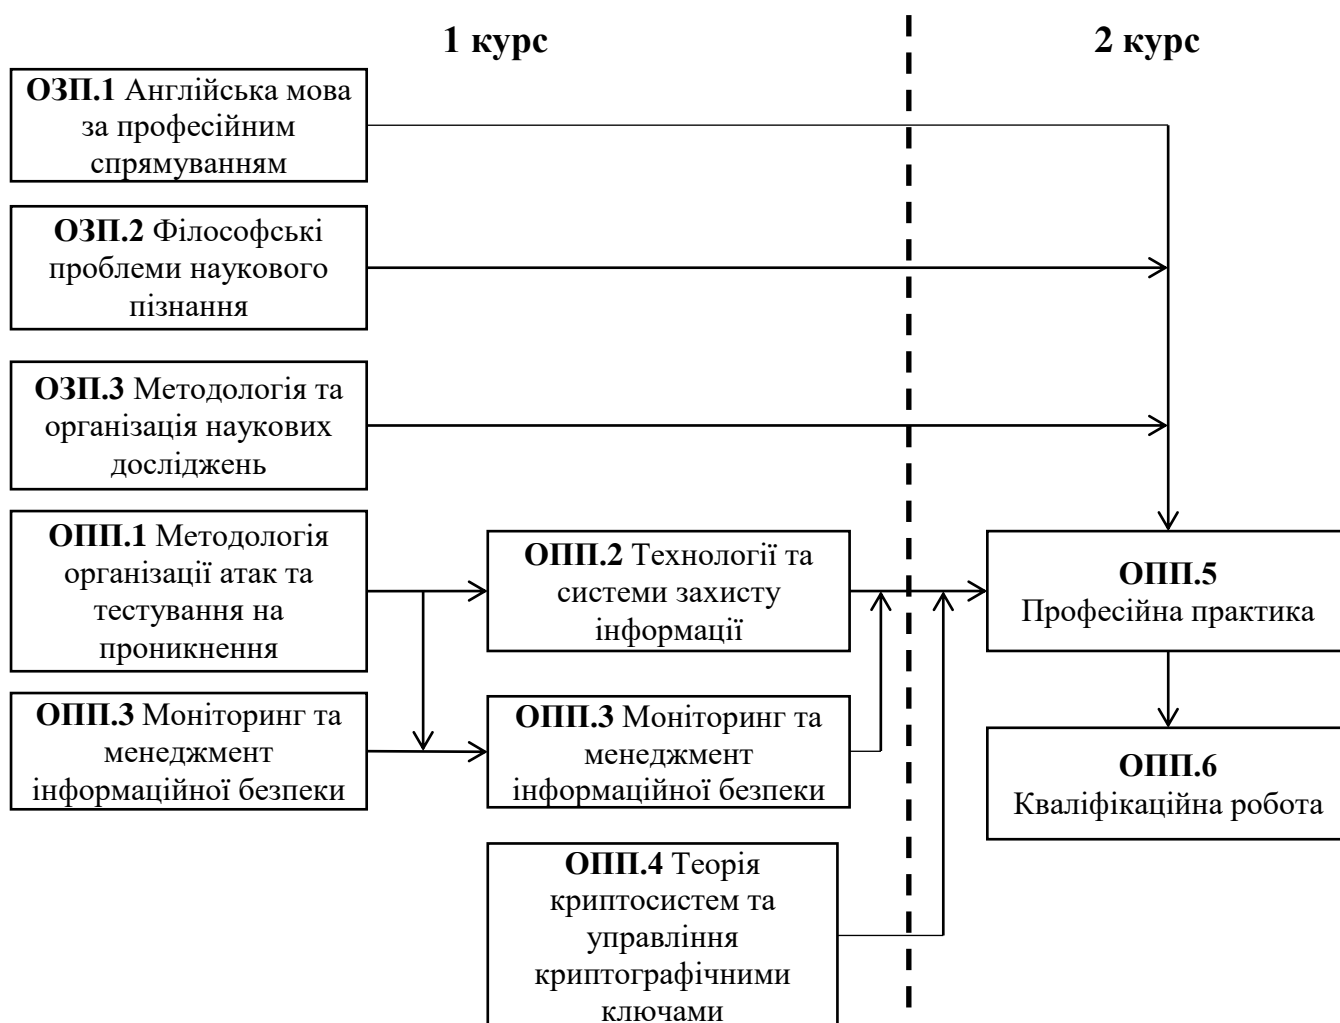 1 курс
2 курс
ОЗП.1 Англійська мова
за професійним
спрямуванням
ОЗП.2 Філософські
проблеми наукового
пізнання
ОЗП.3 Методологія та
організація наукових
досліджень
ОПП.1 Методологія
організації атак та
тестування на
проникнення
ОПП.2 Технології та
системи захисту
інформації
ОПП.5
Професійна практика
ОПП.3 Моніторинг та
менеджмент
інформаційної безпеки
ОПП.3 Моніторинг та
менеджмент
інформаційної безпеки
ОПП.6
Кваліфікаційна робота
ОПП.4 Теорія
криптосистем та
управління
криптографічними
ключами